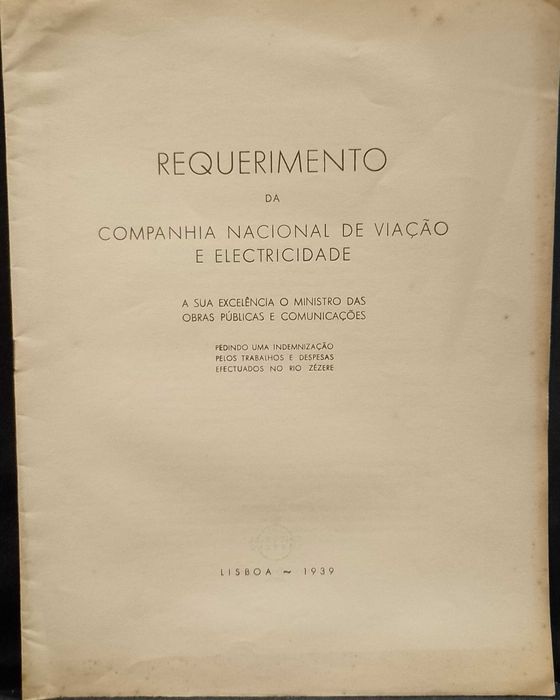 REQUERIMENTO
DA
COMPANHIA NACIONAL DE VIAÇÃO
E ELECTRICIDADE
A SUA EXCELÊNCIA O MINISTRO DAS
OBRAS PÚBLICAS E COMUNICAÇÕES
PEDINDO UMA INDEMNIZAÇÃO
PELOS TRABALHOS E DESPESAS
EFECTUADOS NO RIO ZÉZERE
LISBOA ~ 1939